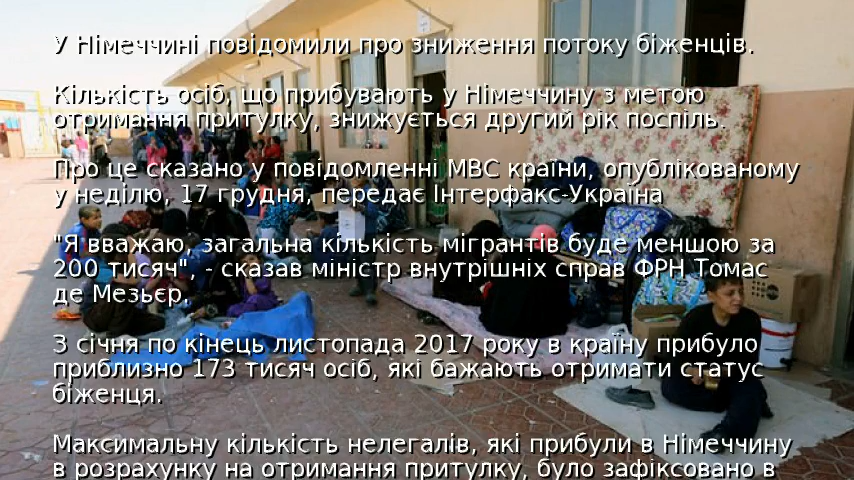 У Німеччині повідомили про зниження потоку біженців.
Кількість осіб, що прибувають у Німеччину з метою
отримання притулку, знижується другий рік поспіль.
Про це сказано у повідомленні МВС країни, опублікованому
у неділю, 17 грудня, передає Інтерфакс-Україна
"Я вважаю, загальна кількість мігрантів буде меншою за
200 тисяч", - сказав міністр внутрішніх справ ФРН Томас
де Мезьєр.
З січня по кінець листопада 2017 року в країну прибуло
приблизно 173 тисяч осіб, які бажають отримати статус
біженця.
Максимальну кількість нелегалів, які прибули в Німеччину
в розрахунку на отримання притулку, було зафіксовано в